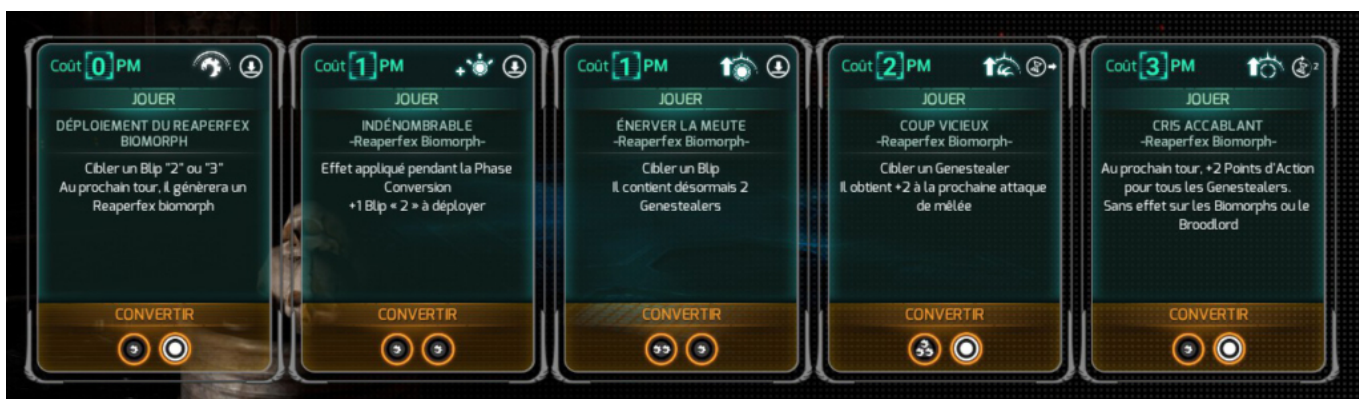 Coût 0 PM
JOUER
DÉPLOIEMENT DU REAPERFEX
BIOMORPH
Cibler un Blip "2" ou "3"
Au prochain tour, il génèrera un
Reaperfex biomorph
CONVERTIR
Coût 1 PM
JOUER
INDÉNOMBRABLE
-Reaperfex Biomorph-
Effet appliqué pendant la Phase
Conversion
+1 Blip « 2 » à déployer
CONVERTIR
Coût 1 PM
JOUER
ÉNERVER LA MEUTE
-Reaperfex Biomorph-
Cibler un Blip
Il contient désormais 2
Genestealers
CONVERTIR
Coût 2 PM
JOUER
COUP VICIEUX
-Reaperfex Biomorph-
Cibler un Genestealer
Il obtient +2 à la prochaine attaque
de mêlée
CONVERTIR
Coût 3 PM
2
JOUER
CRIS ACCABLANT
-Reaperfex Biomorph-
Au prochain tour, +2 Points d'Action
pour tous les Genestealers.
Sans effet sur les Biomorphs ou le
Broodlord
CONVERTIR